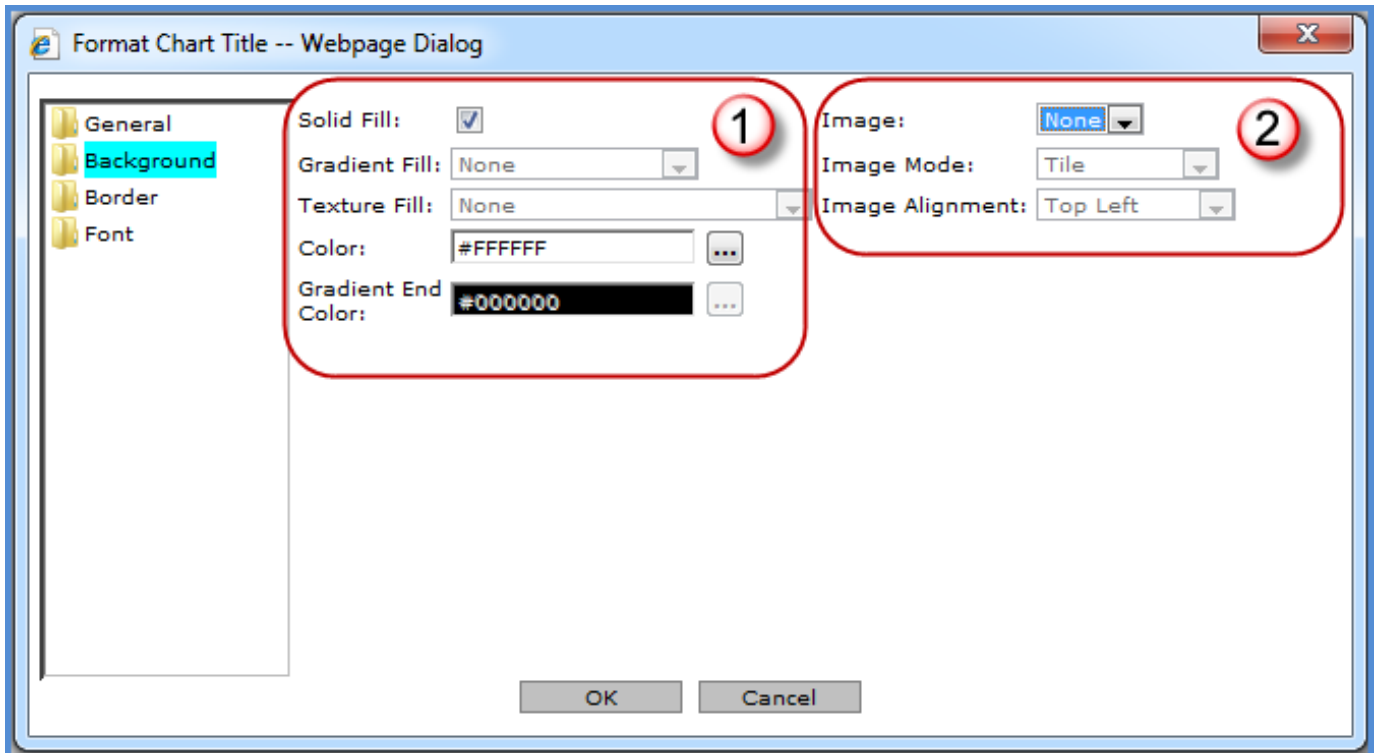 Format Chart Title -- Webpage Dialog
General
Background
Border
Font
Solid Fill:
Gradient Fill: None
Texture Fill: None
Color: #FFFFFF ...
Gradient End
Color: #000000 ...
1
Image: None
Image Mode: Tile
Image Alignment: Top Left
2
OK Cancel